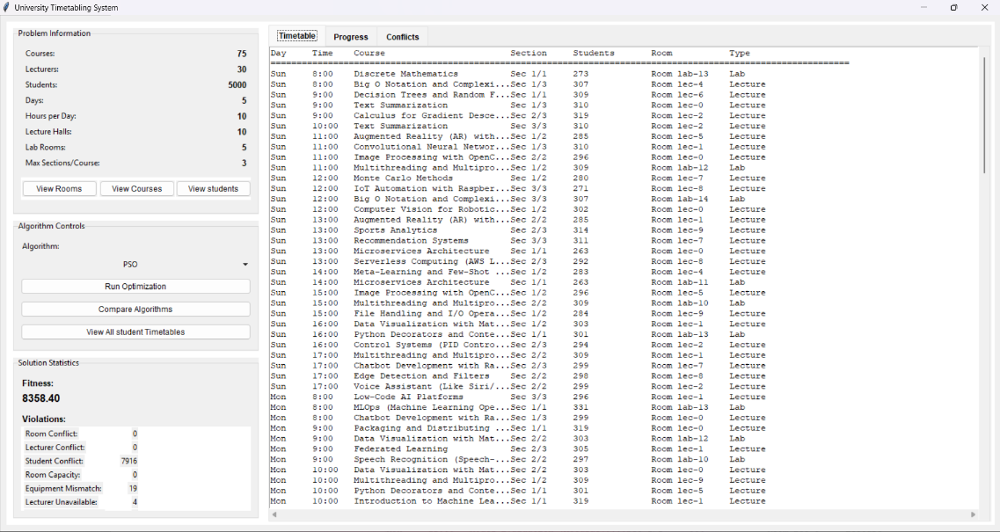 University Timetabling System
Problem Information
Courses: 75
Lecturers: 30
Students: 5000
Days: 5
Hours per Day: 10
Lecture Halls: 10
Lab Rooms: 5
Max Sections/Course: 3
View Rooms View Courses View students
Algorithm Controls
Algorithm:
PSO
Run Optimization
Compare Algorithms
View All student Timetables
Solution Statistics
Fitness:
8358.40
Violations:
Room Conflict: 0
Lecturer Conflict: 0
Student Conflict: 7916
Room Capacity: 0
Equipment Mismatch: 19
Lecturer Unavailable: 4
Timetable Progress Conflicts
Day Time Course Section Students Room Type
Sun 8:00 Discrete Mathematics Sec 1/1 273 Room lab-13 Lab
Sun 8:00 Big O Notation and Complexi...Sec 1/3 307 Room lec-4 Lecture
Sun 9:00 Decision Trees and Random F...Sec 1/1 309 Room lec-6 Lecture
Sun 9:00 Text Summarization Sec 1/3 310 Room lec-0 Lecture
Sun 9:00 Calculus for Gradient Desce...Sec 2/3 319 Room lec-2 Lecture
Sun 10:00 Text Summarization Sec 3/3 310 Room lec-2 Lecture
Sun 11:00 Augmented Reality (AR) with...Sec 1/2 285 Room lec-5 Lecture
Sun 11:00 Convolutional Neural Networ...Sec 1/3 310 Room lec-1 Lecture
Sun 11:00 Image Processing with OpenC...Sec 2/2 296 Room lec-0 Lecture
Sun 11:00 Multithreading and Multipro...Sec 1/2 309 Room lab-12 Lab
Sun 12:00 Monte Carlo Methods Sec 1/2 280 Room lec-7 Lecture
Sun 12:00 IoT Automation with Raspber...Sec 3/3 271 Room lec-8 Lecture
Sun 12:00 Big O Notation and Complexi...Sec 3/3 307 Room lab-14 Lab
Sun 12:00 Computer Vision for Robotic...Sec 1/2 302 Room lec-0 Lecture
Sun 13:00 Augmented Reality (AR) with...Sec 2/2 285 Room lec-1 Lecture
Sun 13:00 Sports Analytics Sec 2/3 314 Room lec-9 Lecture
Sun 13:00 Recommendation Systems Sec 3/3 311 Room lec-7 Lecture
Sun 13:00 Microservices Architecture Sec 1/1 263 Room lec-0 Lecture
Sun 13:00 Serverless Computing (AWS L...Sec 2/3 292 Room lec-8 Lecture
Sun 14:00 Meta-Learning and Few-Shot ...Sec 1/2 283 Room lec-4 Lecture
Sun 14:00 Microservices Architecture Sec 1/1 263 Room lab-11 Lab
Sun 15:00 Image Processing with OpenC...Sec 1/2 296 Room lec-5 Lecture
Sun 15:00 Multithreading and Multipro...Sec 2/2 309 Room lab-10 Lab
Sun 15:00 File Handling and I/O Opera...Sec 1/2 284 Room lec-9 Lecture
Sun 16:00 Data Visualization with Mat...Sec 1/2 303 Room lec-1 Lecture
Sun 16:00 Python Decorators and Conte...Sec 1/1 301 Room lab-13 Lab
Sun 16:00 Control Systems (PID Contro...Sec 2/3 294 Room lec-2 Lecture
Sun 17:00 Multithreading and Multipro...Sec 2/2 309 Room lec-1 Lecture
Sun 17:00 Chatbot Development with Ra...Sec 2/3 299 Room lec-7 Lecture
Sun 17:00 Edge Detection and Filters Sec 2/2 298 Room lec-8 Lecture
Sun 17:00 Voice Assistant (Like Siri/...Sec 2/2 299 Room lec-2 Lecture
Mon 8:00 Low-Code AI Platforms Sec 3/3 296 Room lec-1 Lecture
Mon 8:00 MLOps (Machine Learning Ope...Sec 1/1 331 Room lab-13 Lab
Mon 8:00 Chatbot Development with Ra...Sec 1/3 299 Room lec-0 Lecture
Mon 9:00 Packaging and Distributing ...Sec 1/1 319 Room lec-0 Lecture
Mon 9:00 Data Visualization with Mat...Sec 2/2 303 Room lab-12 Lab
Mon 9:00 Federated Learning Sec 2/3 305 Room lec-1 Lecture
Mon 9:00 Speech Recognition (Speech-...Sec 2/2 297 Room lab-10 Lab
Mon 10:00 Data Visualization with Mat...Sec 2/2 303 Room lec-0 Lecture
Mon 10:00 Multithreading and Multipro...Sec 1/2 309 Room lec-9 Lecture
Mon 10:00 Python Decorators and Conte...Sec 1/1 301 Room lec-5 Lecture
Mon 10:00 Introduction to Machine Lea...Sec 1/1 319 Room lec-1 Lecture